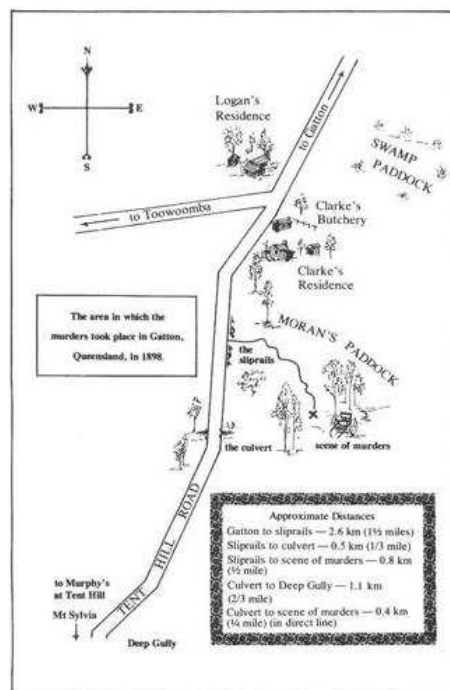 N
W
E
S
Logan's
Residence
to Gatton
SWAMP
PADDOCK
to Toowoomba
Clarke's
Butchery
Clarke's
Residence
The area in which the
murders took place in Gatton,
Queensland, in 1898.
MORAN'S PADDOCK
the
sliprails
the culvert
scene of murders
TENT HILL ROAD
to Murphy's
at Tent Hill
Mt Sylvia
Deep Gully
Approximate Distances
Gatton to sliprails — 2.6 km (1½ miles)
Sliprails to culvert — 0.5 km (1/3 mile)
Sliprails to scene of murders — 0.8 km
(½ mile)
Culvert to Deep Gully — 1.1 km
(2/3 mile)
Culvert to scene of murders — 0.4 km
(¼ mile) (in direct line)